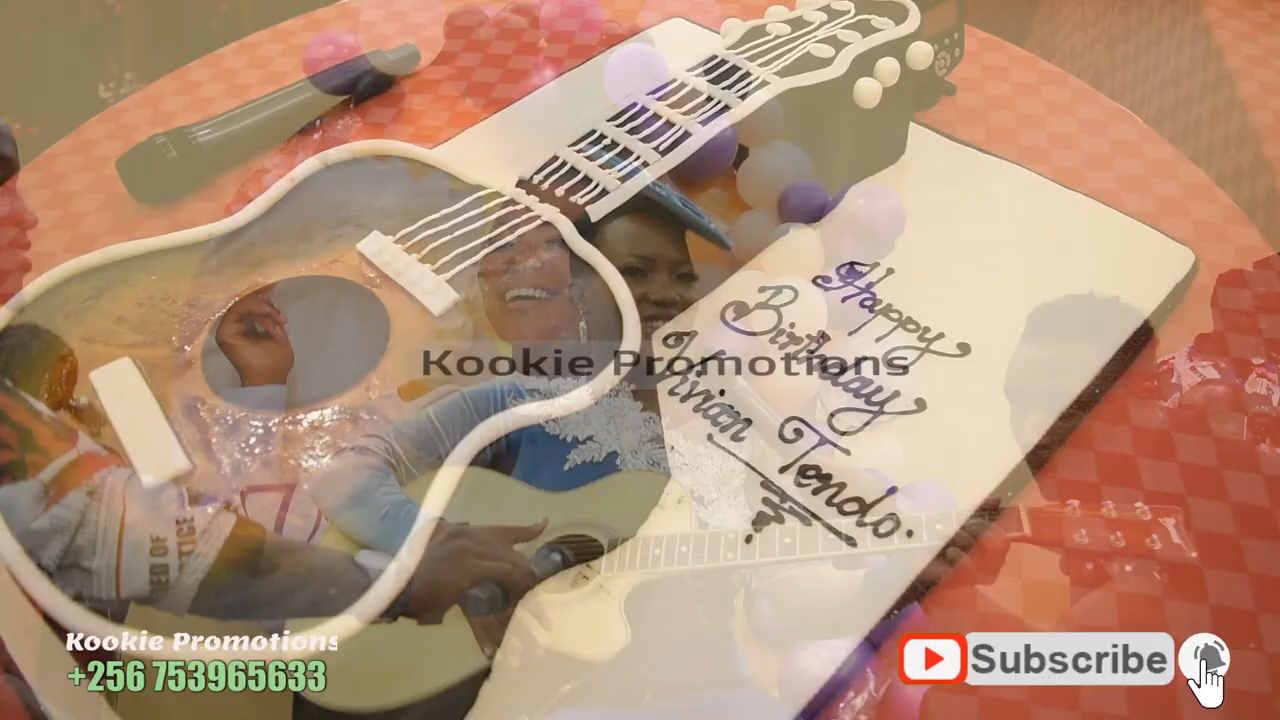 Happy
Birthday
Vivian Tendo.
Kookie Promotions
Kookie Promotions
+256 753965633
Subscribe